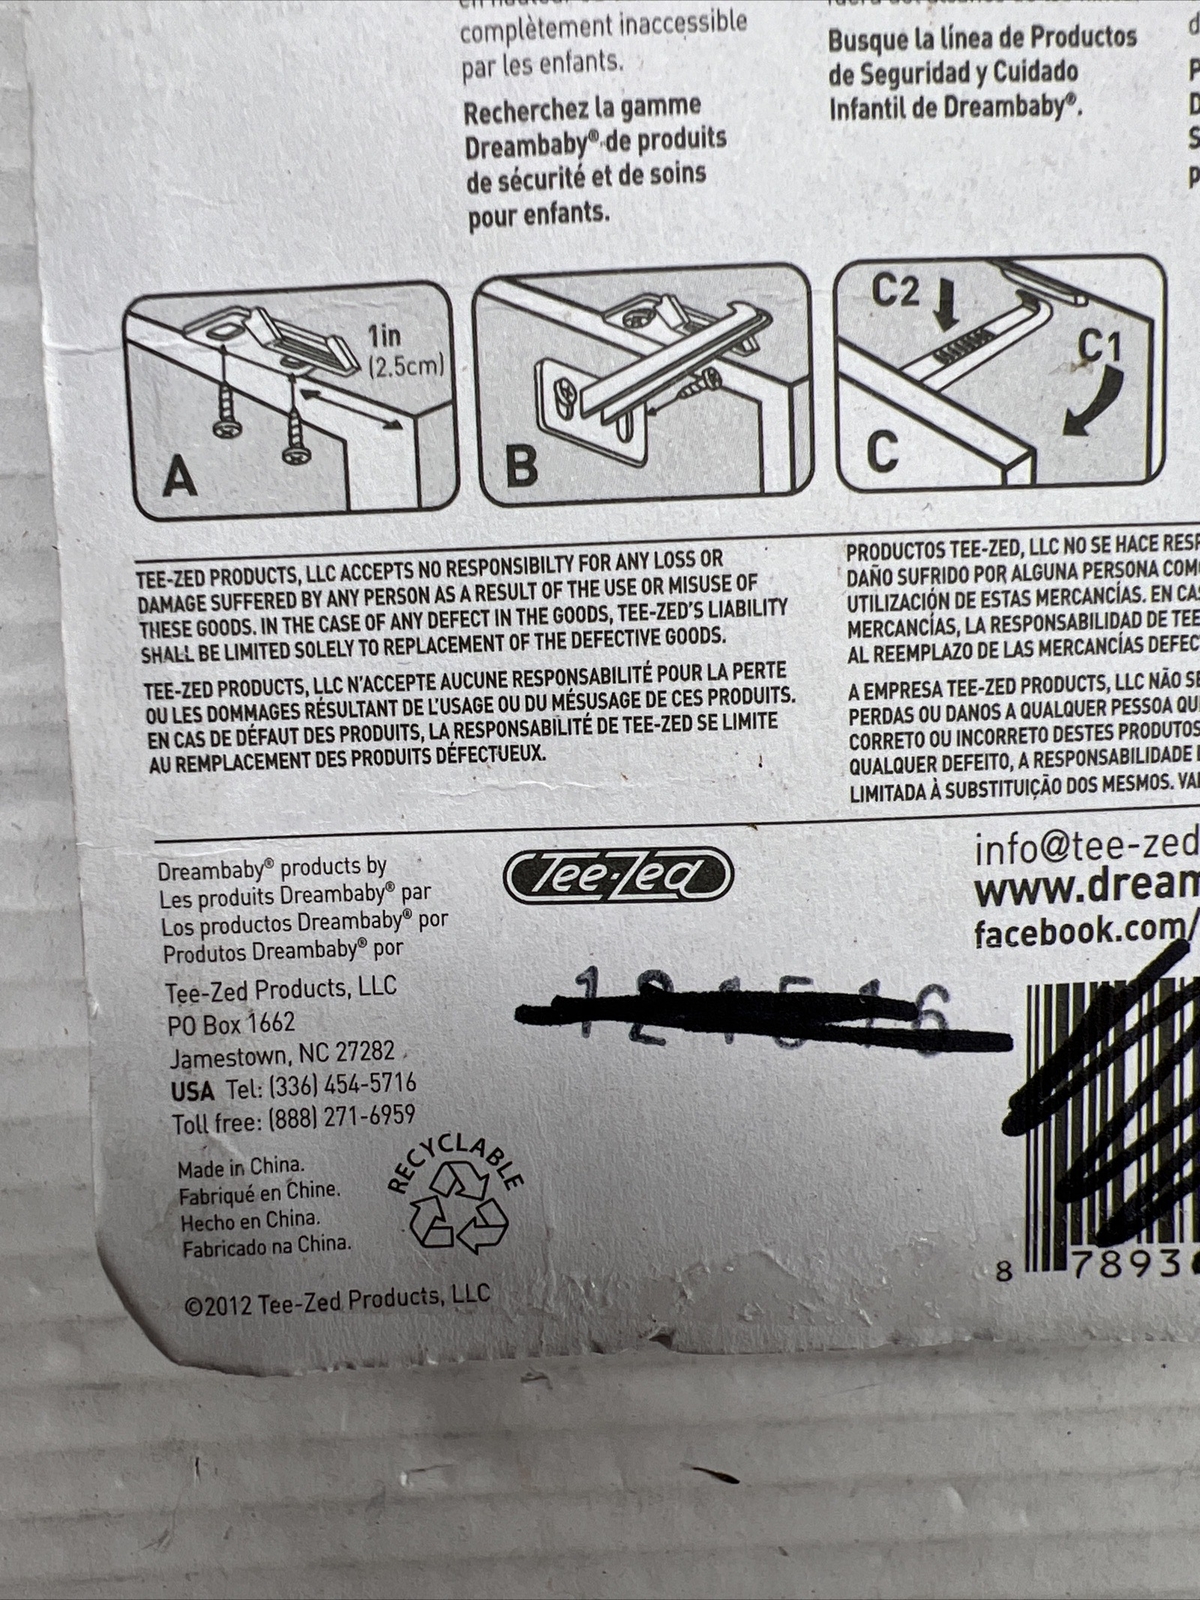 complètement inaccessible
par les enfants.
Recherchez la gamme
Dreambaby® de produits
de sécurité et de soins
pour enfants.
Busque la línea de Productos
de Seguridad y Cuidado
Infantil de Dreambaby®.
1in
(2.5cm)
A
B
C2
C1
C
TEE-ZED PRODUCTS, LLC ACCEPTS NO RESPONSIBILTY FOR ANY LOSS OR
DAMAGE SUFFERED BY ANY PERSON AS A RESULT OF THE USE OR MISUSE OF
THESE GOODS. IN THE CASE OF ANY DEFECT IN THE GOODS, TEE-ZED'S LIABILITY
SHALL BE LIMITED SOLELY TO REPLACEMENT OF THE DEFECTIVE GOODS.
TEE-ZED PRODUCTS, LLC N'ACCEPTE AUCUNE RESPONSABILITÉ POUR LA PERTE
OU LES DOMMAGES RÉSULTANT DE L'USAGE OU DU MÉSUSAGE DE CES PRODUITS.
EN CAS DE DÉFAUT DES PRODUITS, LA RESPONSABILITÉ DE TEE-ZED SE LIMITE
AU REMPLACEMENT DES PRODUITS DÉFECTUEUX.
PRODUCTOS TEE-ZED, LLC NO SE HACE RESP
DAÑO SUFRIDO POR ALGUNA PERSONA COM
UTILIZACIÓN DE ESTAS MERCANCÍAS. EN CAS
MERCANCÍAS, LA RESPONSABILIDAD DE TEE
AL REEMPLAZO DE LAS MERCANCÍAS DEFEC
A EMPRESA TEE-ZED PRODUCTS, LLC NÃO SE
PERDAS OU DANOS A QUALQUER PESSOA QU
CORRETO OU INCORRETO DESTES PRODUTOS
QUALQUER DEFEITO, A RESPONSABILIDADE
LIMITADA À SUBSTITUIÇÃO DOS MESMOS. VA
Dreambaby® products by
Les produits Dreambaby® par
Los productos Dreambaby® por
Produtos Dreambaby® por
Tee-Zed Products, LLC
PO Box 1662
Jamestown, NC 27282
USA Tel: (336) 454-5716
Toll free: (888) 271-6959
Made in China.
Fabriqué en Chine.
Hecho en China.
Fabricado na China.
RECYCLABLE
©2012 Tee-Zed Products, LLC
Tee-Zed
121516
info@tee-zed
www.dream
facebook.com/
8 7893